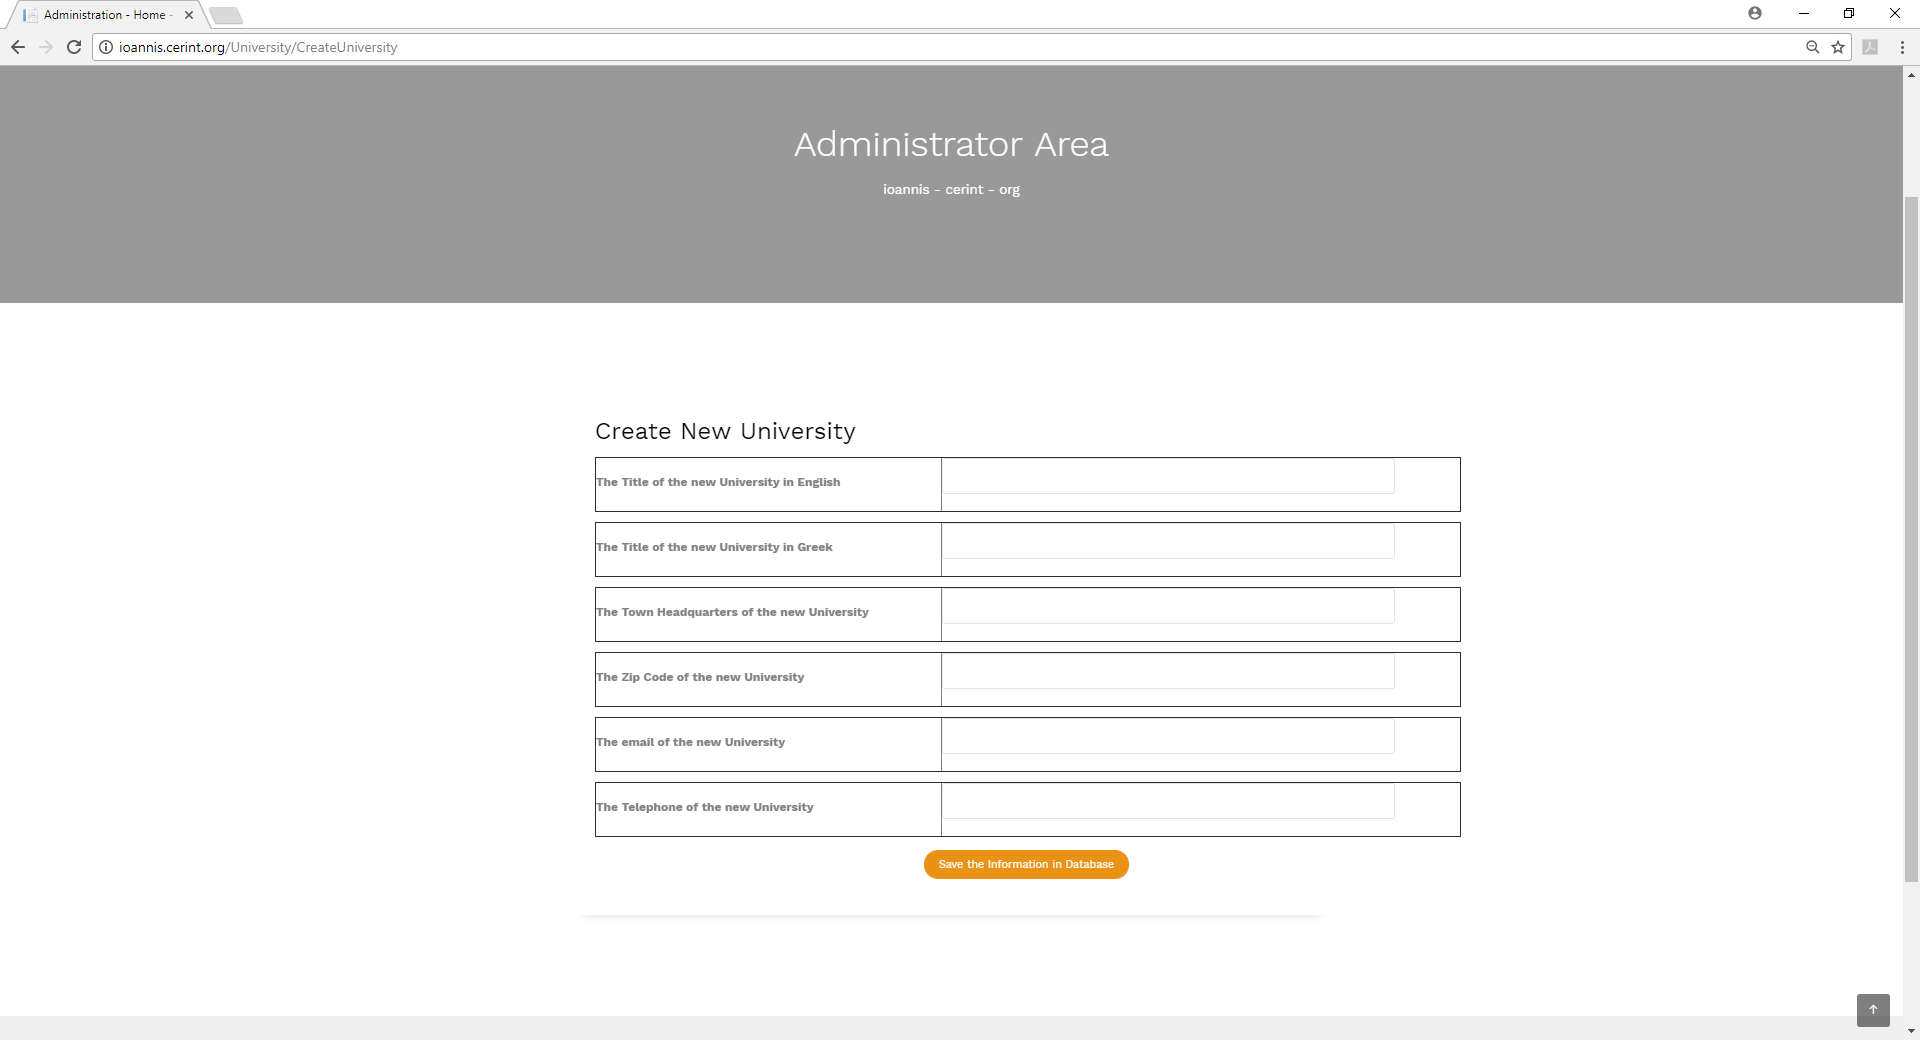 Administration - Home -
ioannis.cerint.org/University/CreateUniversity
Administrator Area
ioannis - cerint - org
Create New University
The Title of the new University in English
The Title of the new University in Greek
The Town Headquarters of the new University
The Zip Code of the new University
The email of the new University
The Telephone of the new University
Save the Information in Database